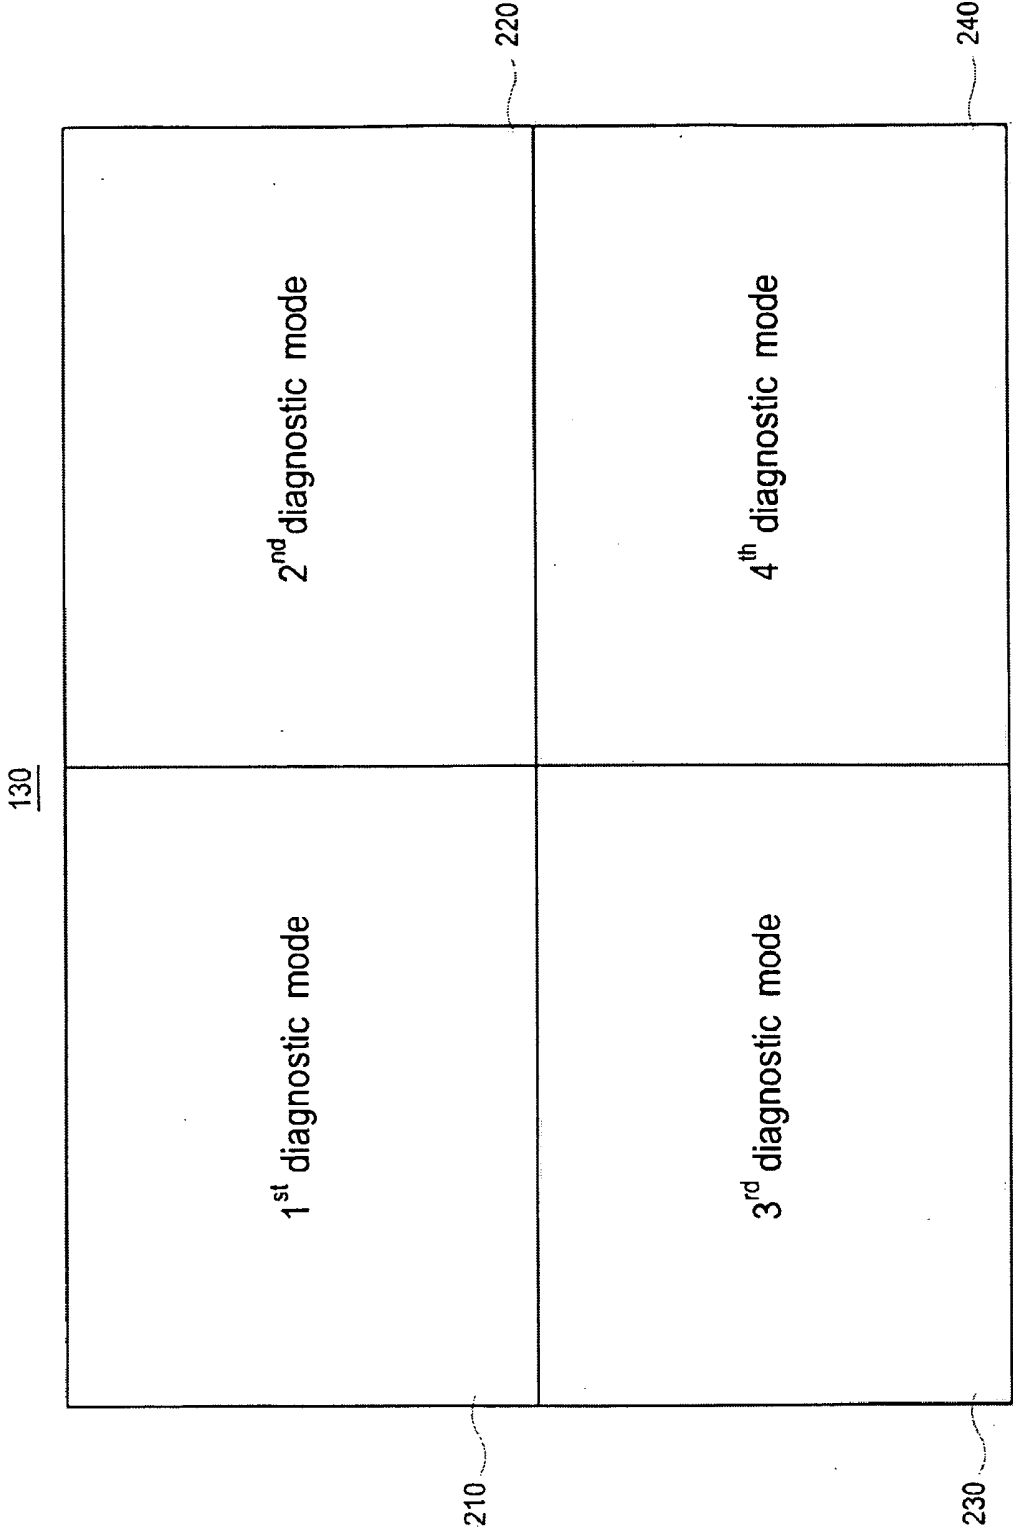 130
1st diagnostic mode
2nd diagnostic mode
210
220
3rd diagnostic mode
4th diagnostic mode
230
240